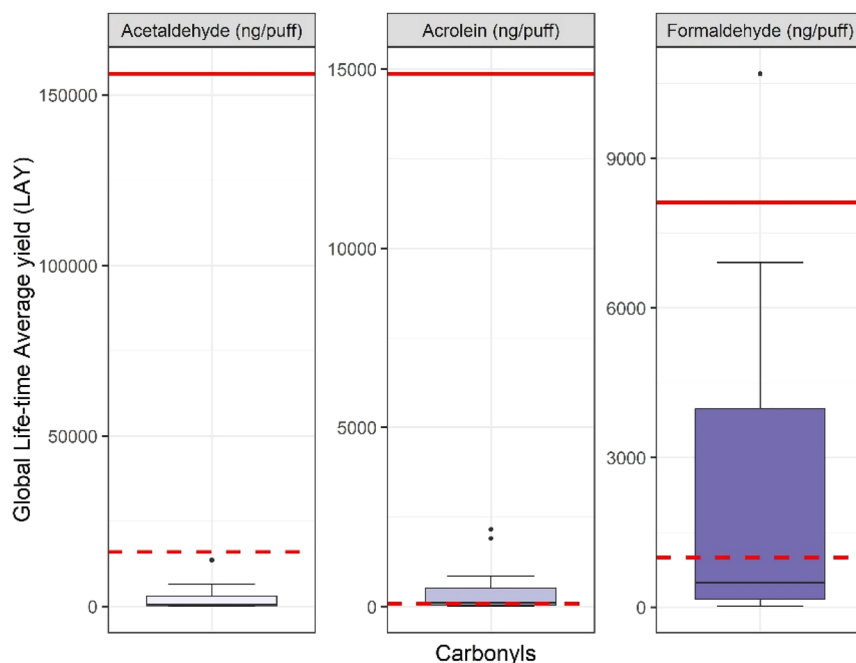 Acetaldehyde (ng/puff)
Acrolein (ng/puff)
Formaldehyde (ng/puff)
Global Life-time Average yield (LAY)
150000
100000
50000
0
15000
10000
5000
0
9000
6000
3000
0
Carbonyls